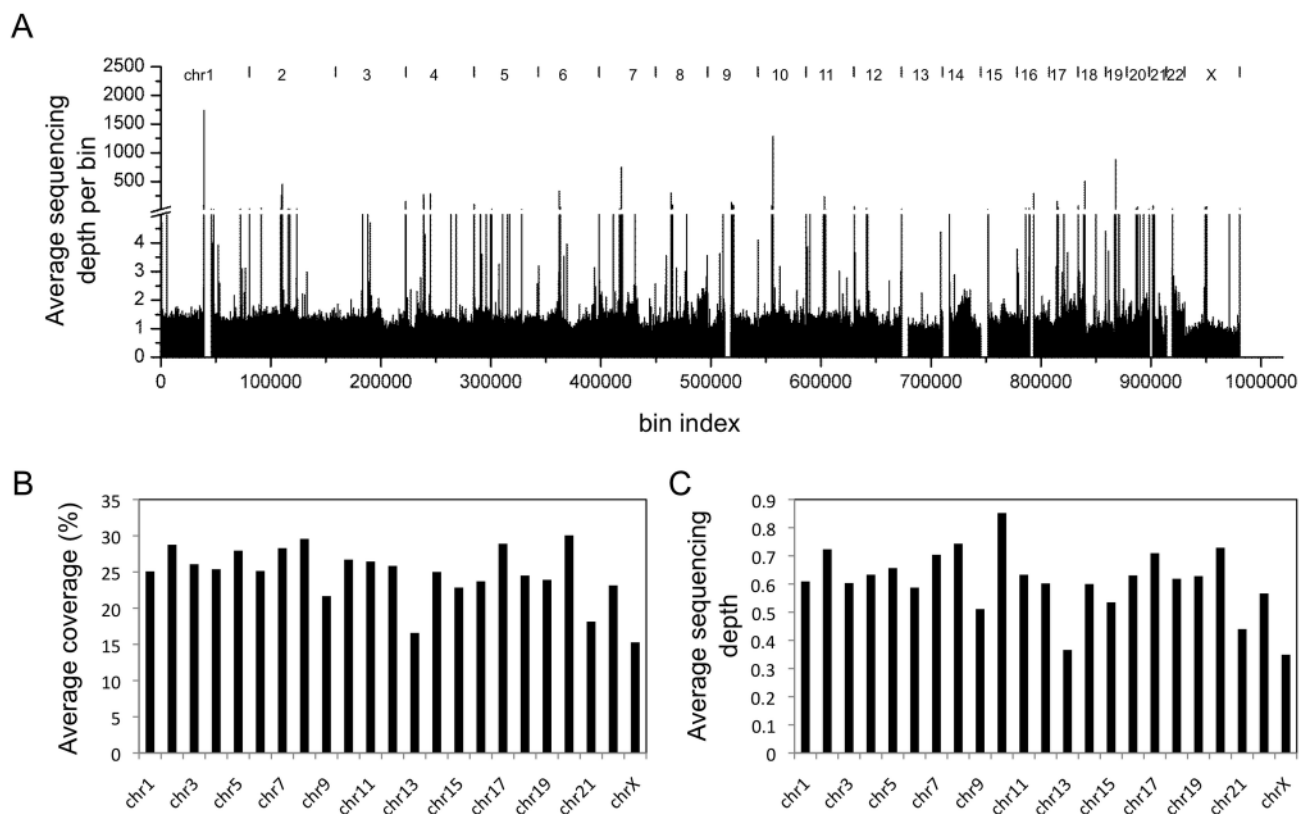 A
chr1 2 3 4 5 6 7 8 9 10 11 12 13 14 15 16 17 18 19 20 21 22 X
2500
2000
1500
1000
500
4
3
2
1
0
Average sequencing
depth per bin
0 100000 200000 300000 400000 500000 600000 700000 800000 900000 1000000
bin index
B
35
30
25
20
15
10
5
0
Average coverage (%)
chr1 chr3 chr5 chr7 chr9 chr11 chr13 chr15 chr17 chr19 chr21 chrX
C
0.9
0.8
0.7
0.6
0.5
0.4
0.3
0.2
0.1
0
Average sequencing
depth
chr1 chr3 chr5 chr7 chr9 chr11 chr13 chr15 chr17 chr19 chr21 chrX